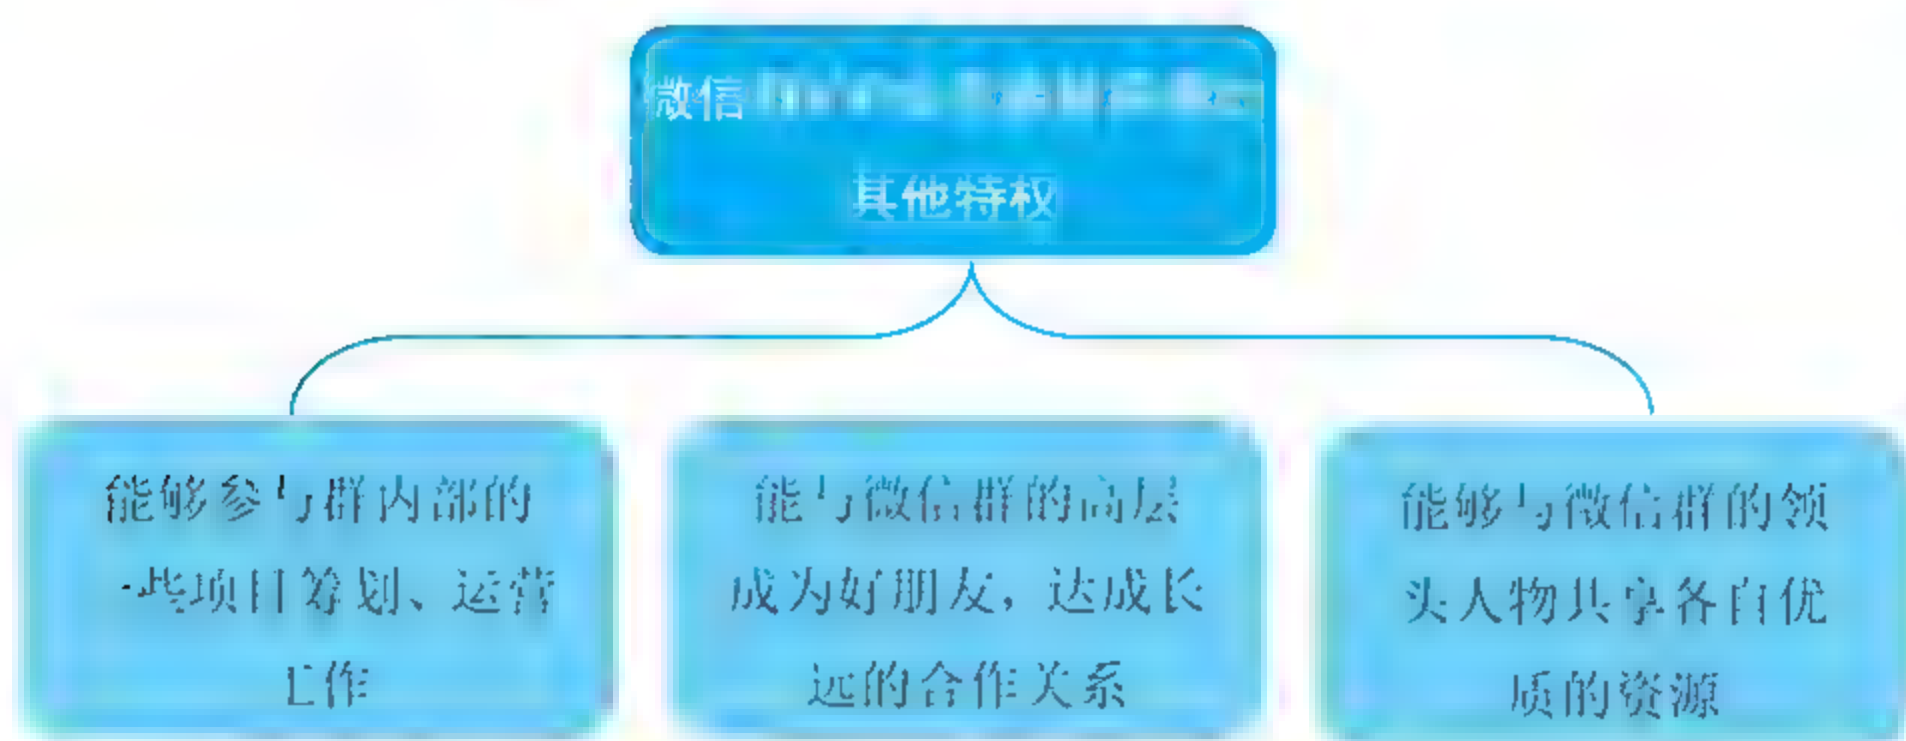 微信
其他特权
能够参与群内部的
一些项目筹划、运营
工作
能与微信群的高层
成为好朋友，达成长
远的合作关系
能够与微信群的领
头人物共享各自优
质的资源